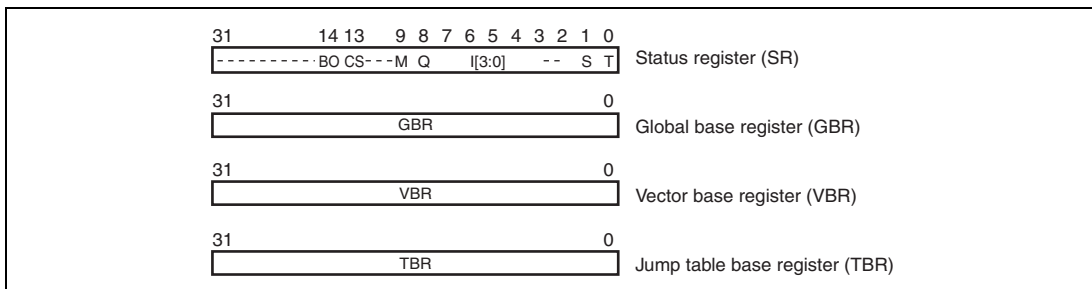 31 14 13 9 8 7 6 5 4 3 2 1 0
- - - - - - - - - - BO CS - - - M Q I[3:0] - - S T Status register (SR)
31 0
GBR Global base register (GBR)
31 0
VBR Vector base register (VBR)
31 0
TBR Jump table base register (TBR)